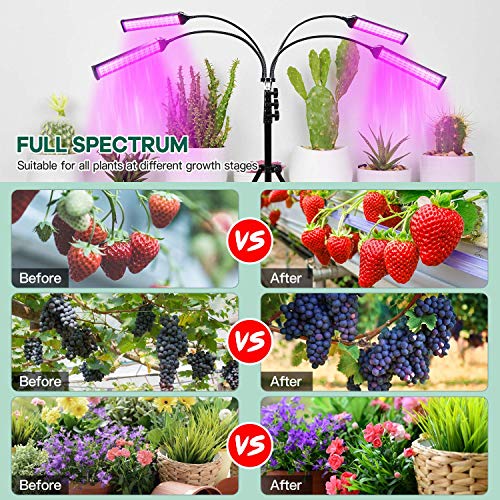 FULL SPECTRUM
Suitable for all plants at different growth stages
Before
VS
After
Before
VS
After
Before
VS
After